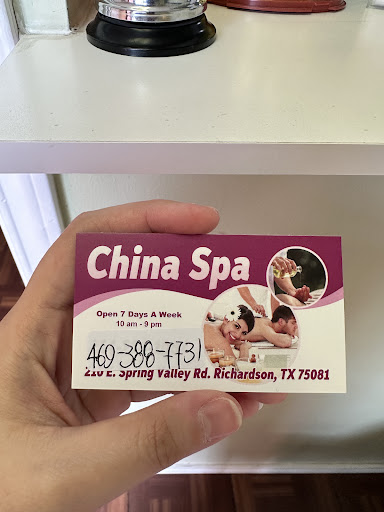 China Spa
Open 7 Days A Week
10 am - 9 pm
469-388-7731
210 E. Spring Valley Rd. Richardson, TX 75081